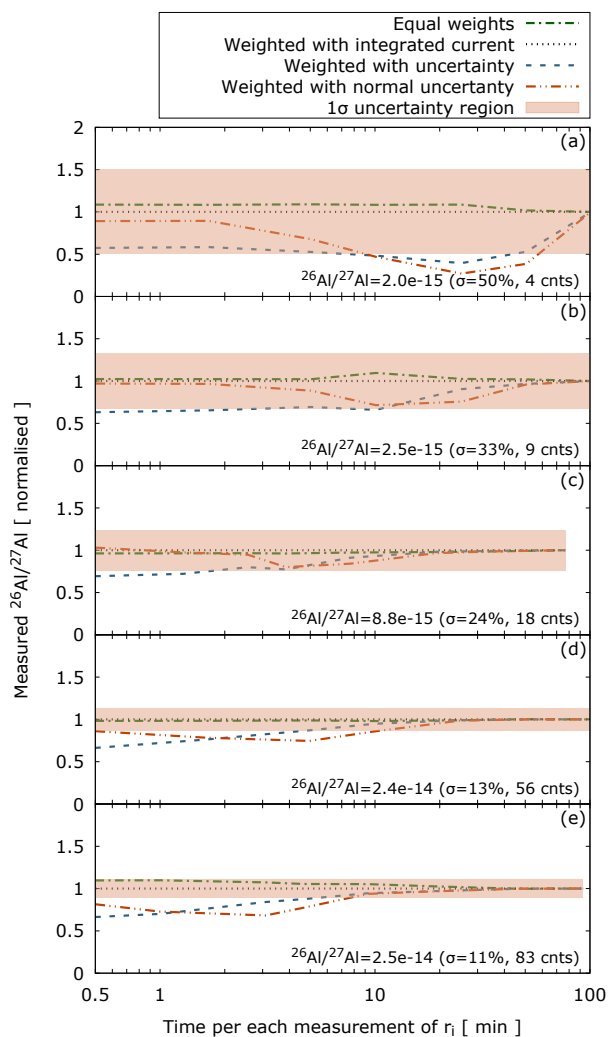 Equal weights
Weighted with integrated current
Weighted with uncertainty
Weighted with normal uncertanty
1σ uncertainty region
2
(a)
1.5
1
0.5
²⁶Al/²⁷Al=2.0e-15 (σ=50%, 4 cnts)
0
(b)
1.5
1
0.5
²⁶Al/²⁷Al=2.5e-15 (σ=33%, 9 cnts)
0
(c)
1.5
1
0.5
²⁶Al/²⁷Al=8.8e-15 (σ=24%, 18 cnts)
0
(d)
1.5
1
0.5
²⁶Al/²⁷Al=2.4e-14 (σ=13%, 56 cnts)
0
(e)
1.5
1
0.5
²⁶Al/²⁷Al=2.5e-14 (σ=11%, 83 cnts)
0
Measured ²⁶Al/²⁷Al [ normalised ]
0.5 1 10 100
Time per each measurement of rᵢ [ min ]